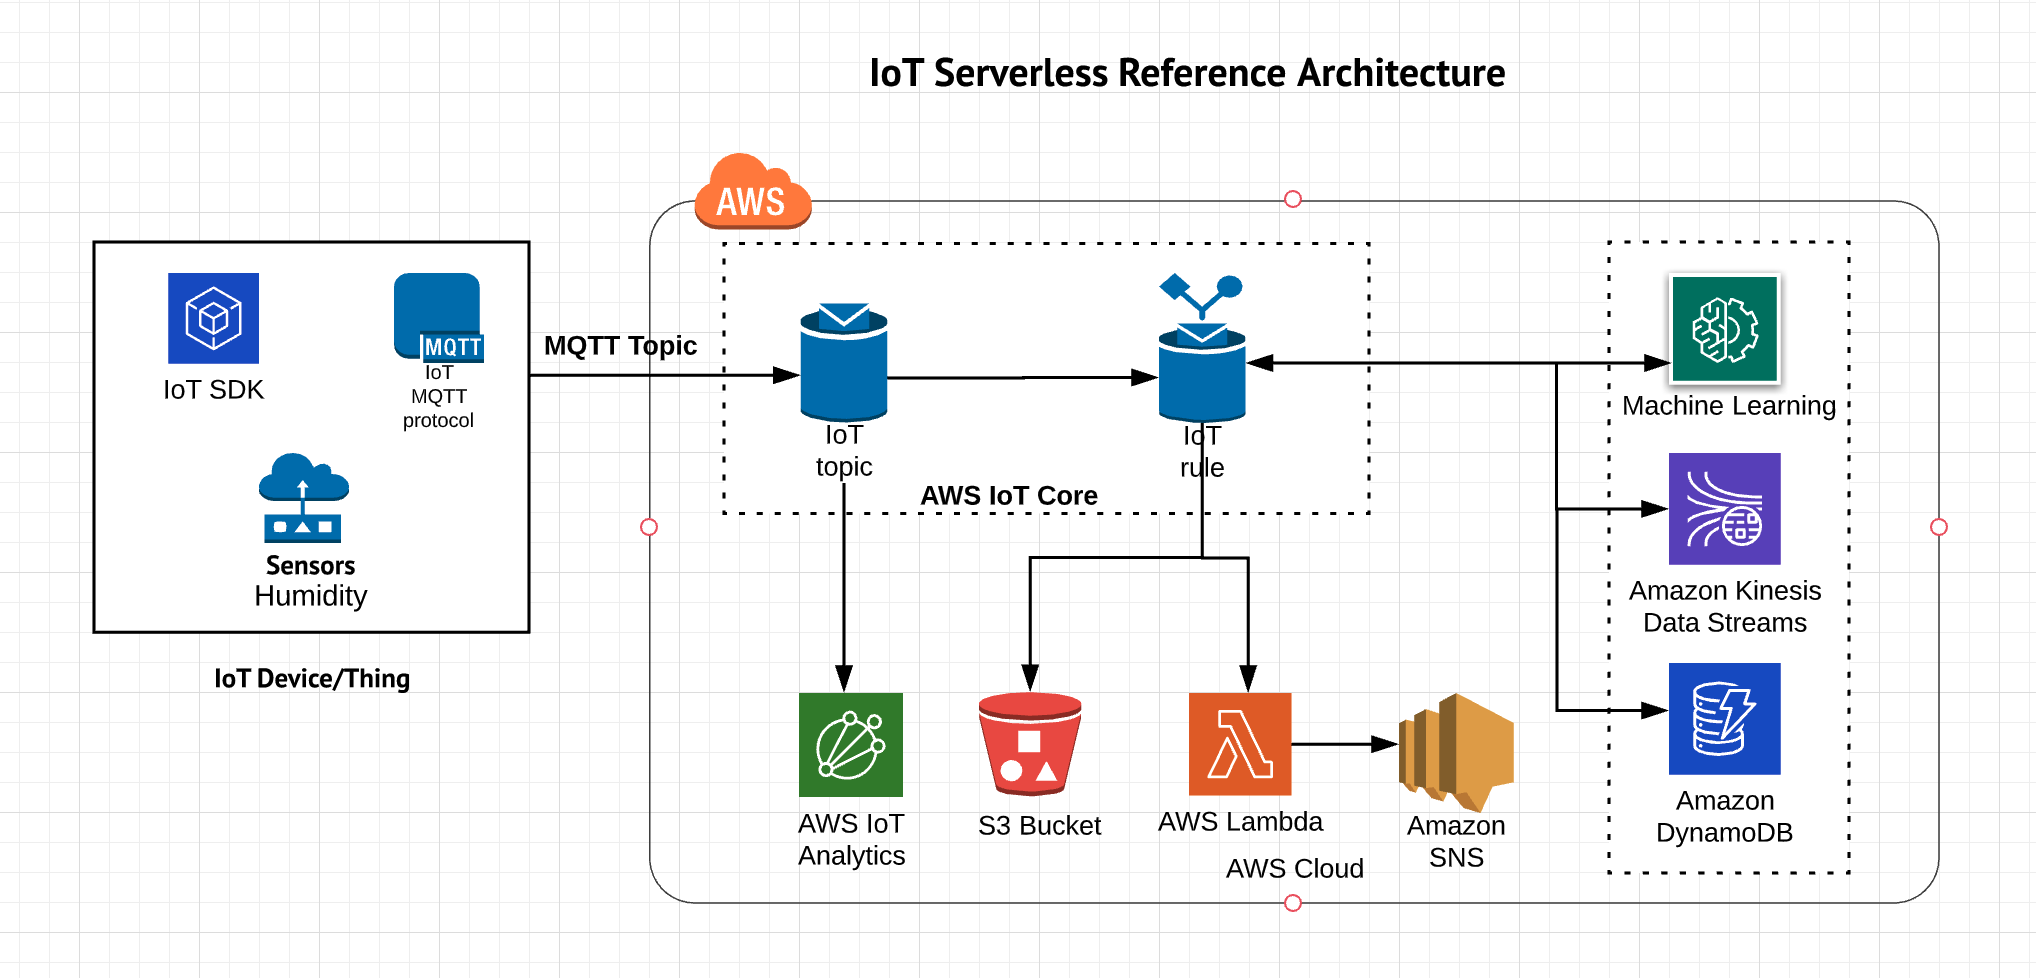 IoT Serverless Reference Architecture
AWS
IoT SDK
MQTT
IoT
MQTT
protocol
Sensors
Humidity
IoT Device/Thing
MQTT Topic
IoT
topic
IoT
rule
AWS IoT Core
Machine Learning
Amazon Kinesis
Data Streams
Amazon
DynamoDB
AWS IoT
Analytics
S3 Bucket
AWS Lambda
Amazon
SNS
AWS Cloud